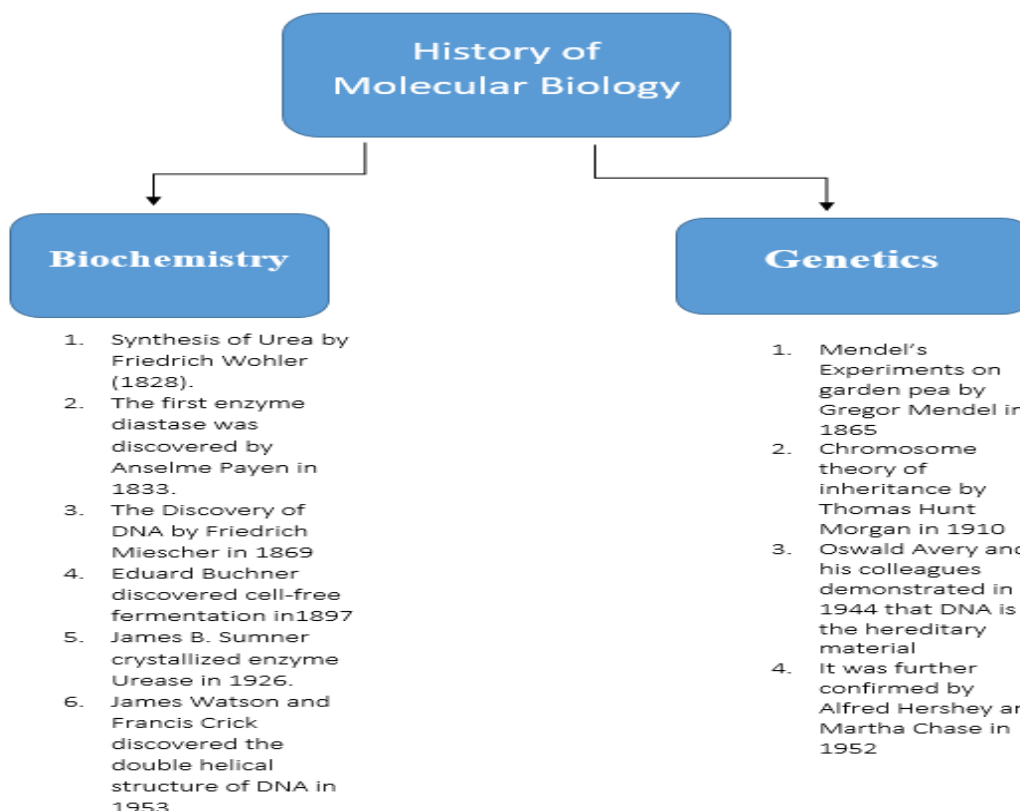 History of
Molecular Biology
Biochemistry
1. Synthesis of Urea by
Friedrich Wohler
(1828).
2. The first enzyme
diastase was
discovered by
Anselme Payen in
1833.
3. The Discovery of
DNA by Friedrich
Miescher in 1869
4. Eduard Buchner
discovered cell-free
fermentation in1897
5. James B. Sumner
crystallized enzyme
Urease in 1926.
6. James Watson and
Francis Crick
discovered the
double helical
structure of DNA in
1953
Genetics
1. Mendel’s
Experiments on
garden pea by
Gregor Mendel in
1865
2. Chromosome
theory of
inheritance by
Thomas Hunt
Morgan in 1910
3. Oswald Avery and
his colleagues
demonstrated in
1944 that DNA is
the hereditary
material
4. It was further
confirmed by
Alfred Hershey an
Martha Chase in
1952